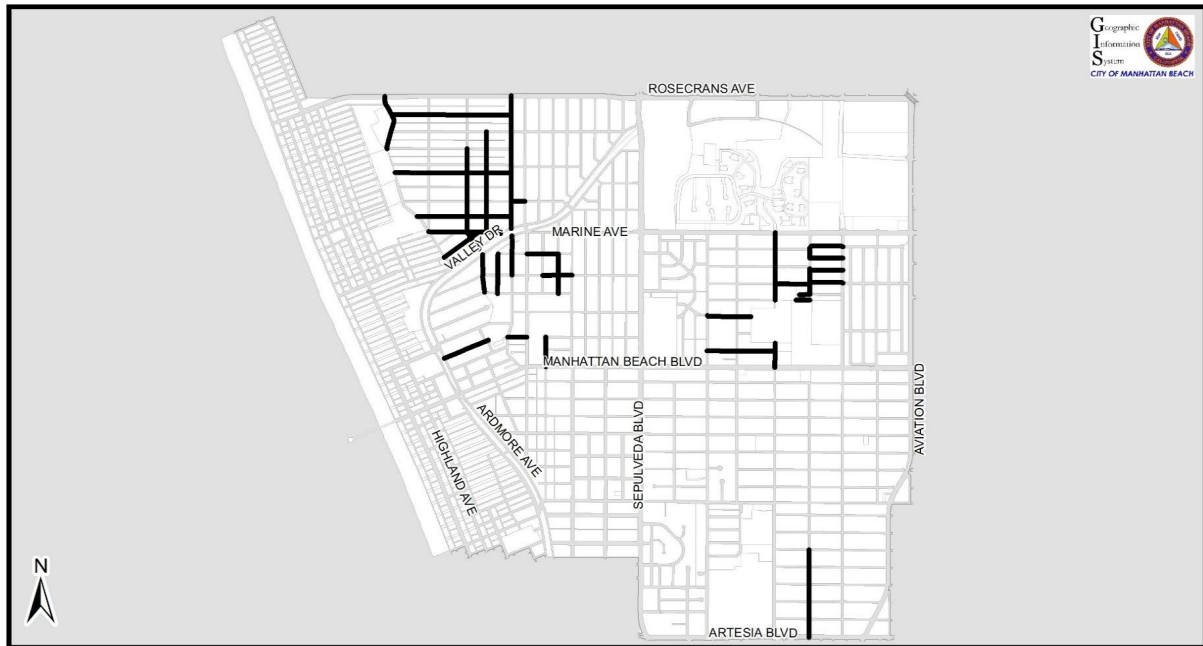 Geographic
Information
System
CITY OF MANHATTAN BEACH
ROSECRANS AVE
MARINE AVE
VALLEY DR
MANHATTAN BEACH BLVD
ARDMORE AVE
HIGHLAND AVE
SEPULVEDA BLVD
AVIATION BLVD
ARTESIA BLVD
N